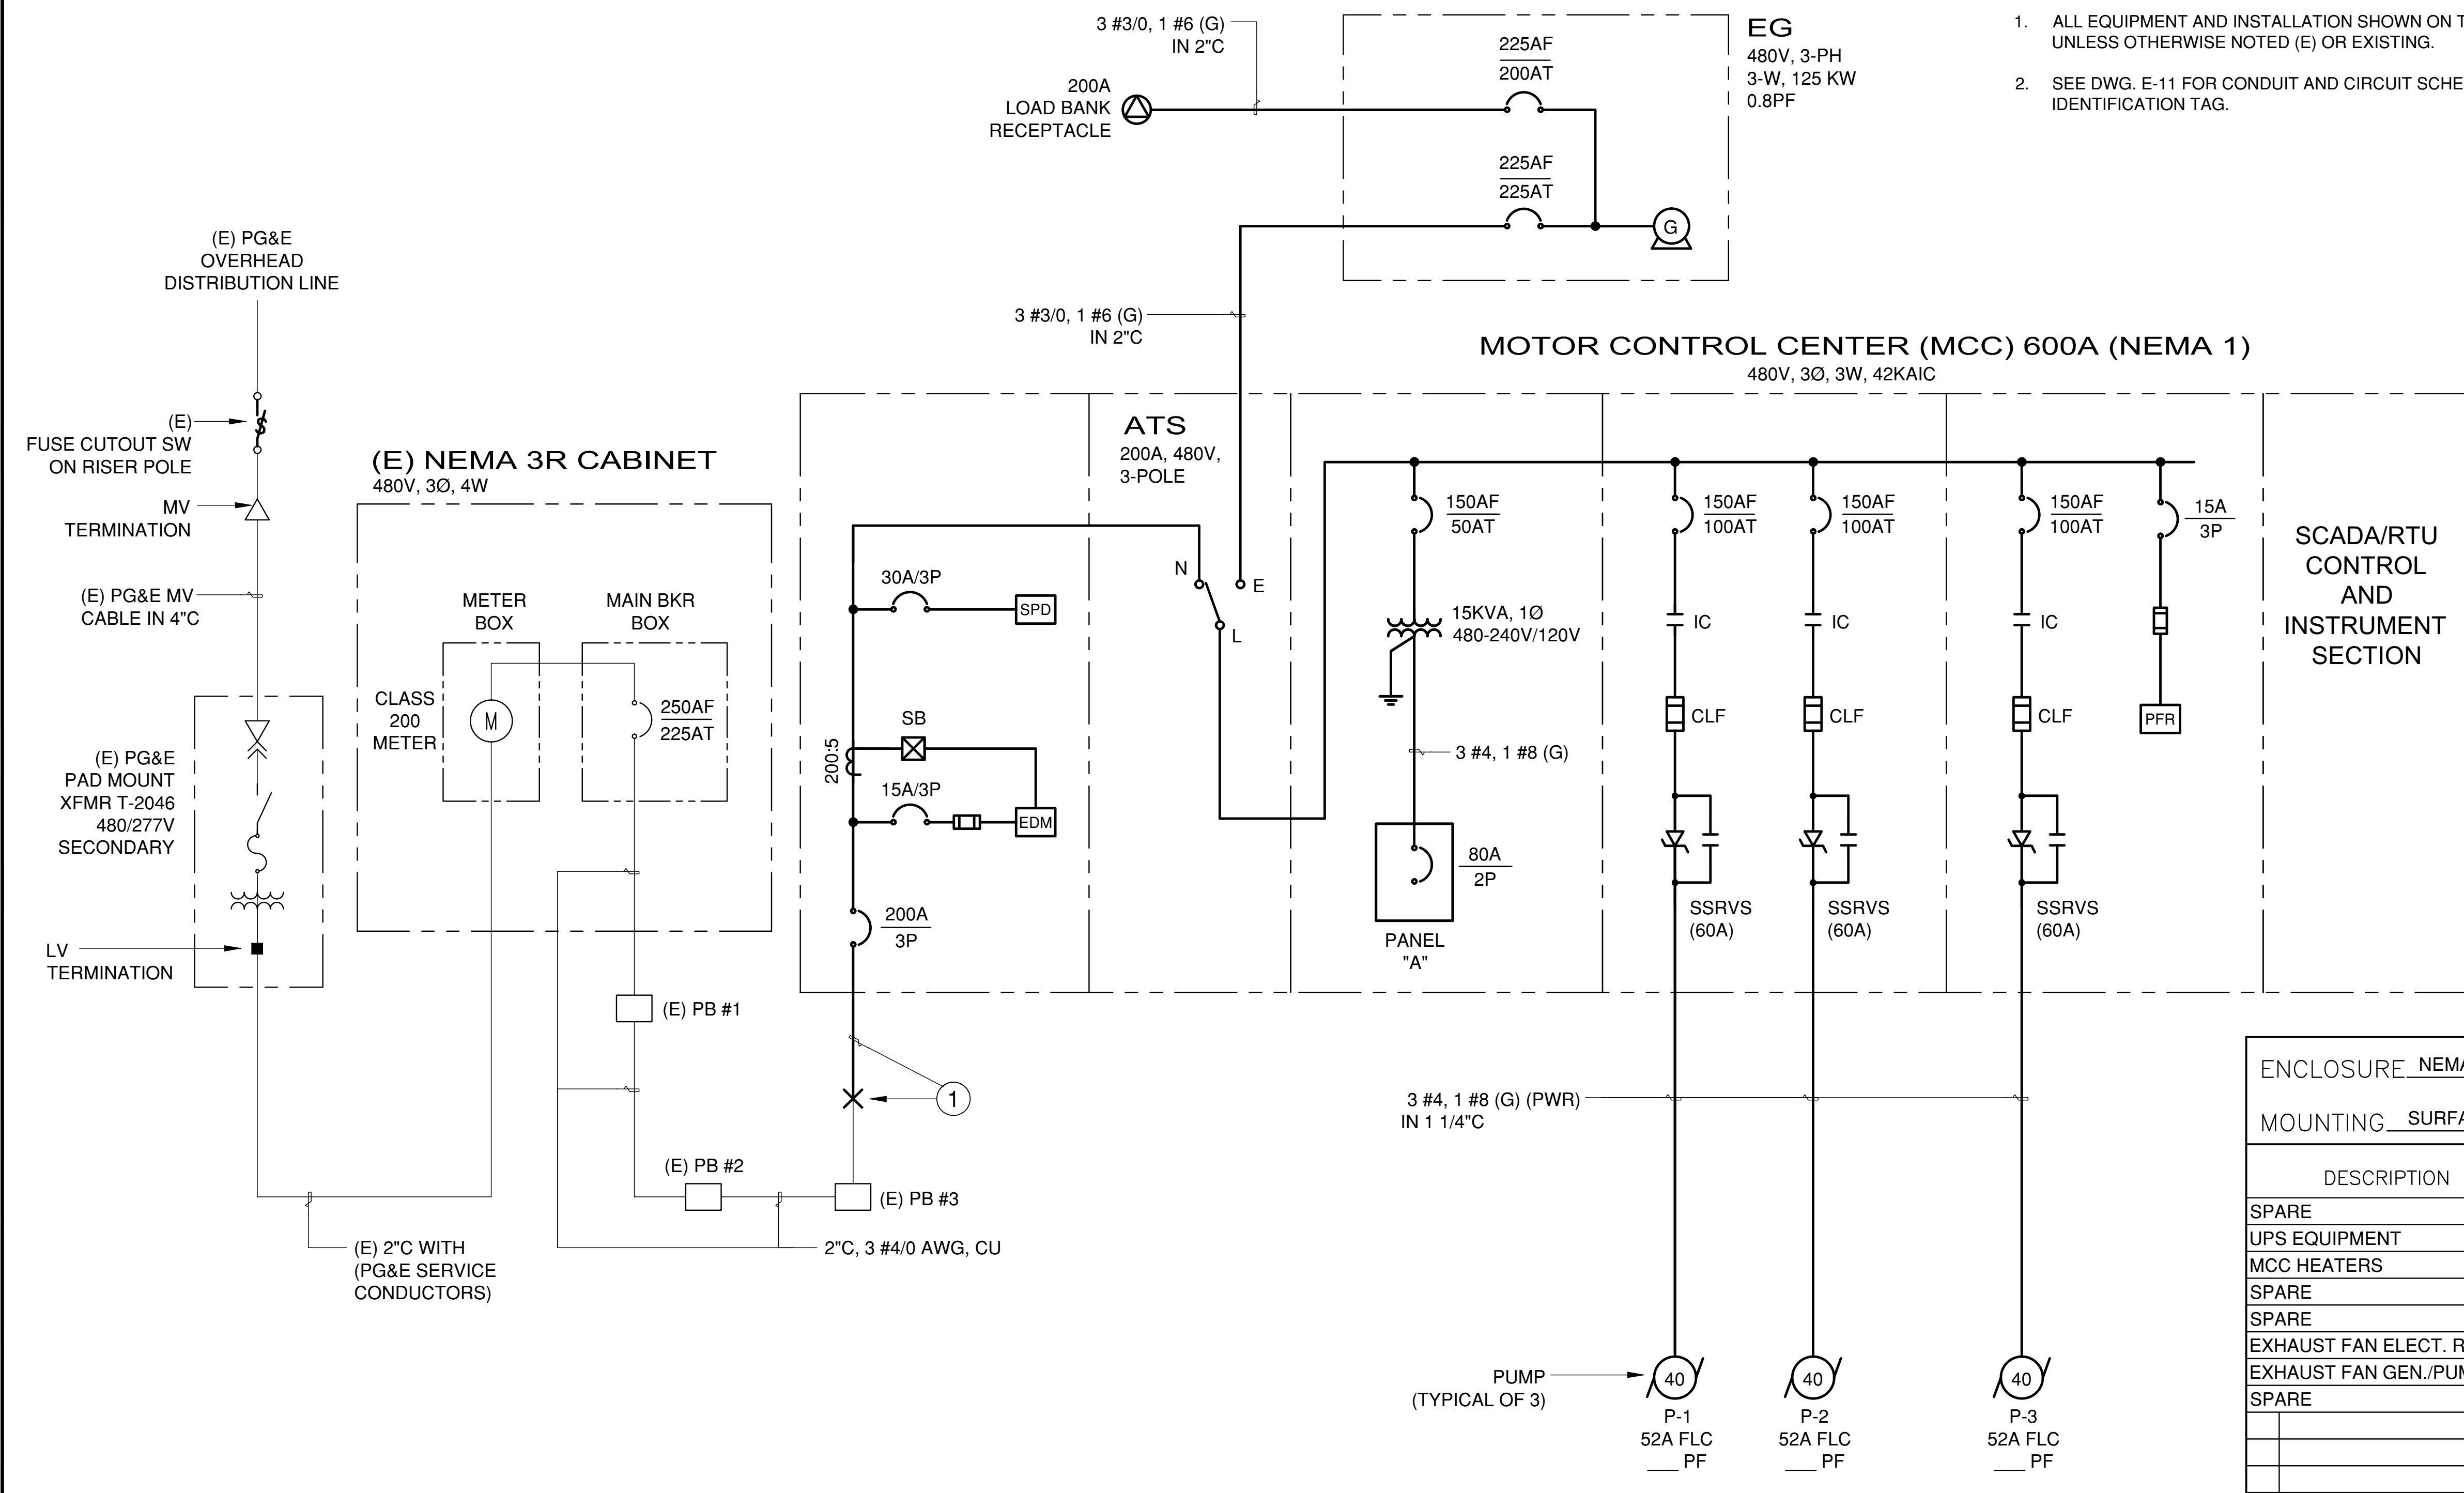 3 #3/0, 1 #6 (G)
IN 2"C
200A
LOAD BANK
RECEPTACLE
225AF
200AT
225AF
225AT
G
EG
480V, 3-PH
3-W, 125 KW
0.8PF
1. ALL EQUIPMENT AND INSTALLATION SHOWN ON
UNLESS OTHERWISE NOTED (E) OR EXISTING.
2. SEE DWG. E-11 FOR CONDUIT AND CIRCUIT
IDENTIFICATION TAG.
(E) PG&E
OVERHEAD
DISTRIBUTION LINE
3 #3/0, 1 #6 (G)
IN 2"C
MOTOR CONTROL CENTER (MCC) 600A (NEMA 1)
480V, 3Ø, 3W, 42KAIC
(E)
FUSE CUTOUT SW
ON RISER POLE
MV
TERMINATION
(E) PG&E MV
CABLE IN 4"C
(E) PG&E
PAD MOUNT
XFMR T-2046
480/277V
SECONDARY
LV
TERMINATION
(E) NEMA 3R CABINET
480V, 3Ø, 4W
METER
BOX
MAIN BKR
BOX
CLASS
200
METER
M
250AF
225AT
(E) PB #1
(E) PB #2
(E) PB #3
(E) 2"C WITH
(PG&E SERVICE
CONDUCTORS)
2"C, 3 #4/0 AWG, CU
30A/3P
SPD
200:5
SB
15A/3P
EDM
200A
3P
1
ATS
200A, 480V,
3-POLE
N
E
L
150AF
50AT
15KVA, 1Ø
480-240V/120V
3 #4, 1 #8 (G)
80A
2P
PANEL
"A"
150AF
100AT
IC
CLF
SSRVS
(60A)
150AF
100AT
IC
CLF
SSRVS
(60A)
150AF
100AT
IC
CLF
SSRVS
(60A)
15A
3P
PFR
SCADA/RTU
CONTROL
AND
INSTRUMENT
SECTION
3 #4, 1 #8 (G) (PWR)
IN 1 1/4"C
PUMP
(TYPICAL OF 3)
40
P-1
52A FLC
___ PF
40
P-2
52A FLC
___ PF
40
P-3
52A FLC
___ PF
ENCLOSURE NEMA
MOUNTING
DESCRIPTION
SPARE
UPS EQUIPMENT
MCC HEATERS
SPARE
SPARE
EXHAUST FAN ELECT.
EXHAUST FAN
SPARE